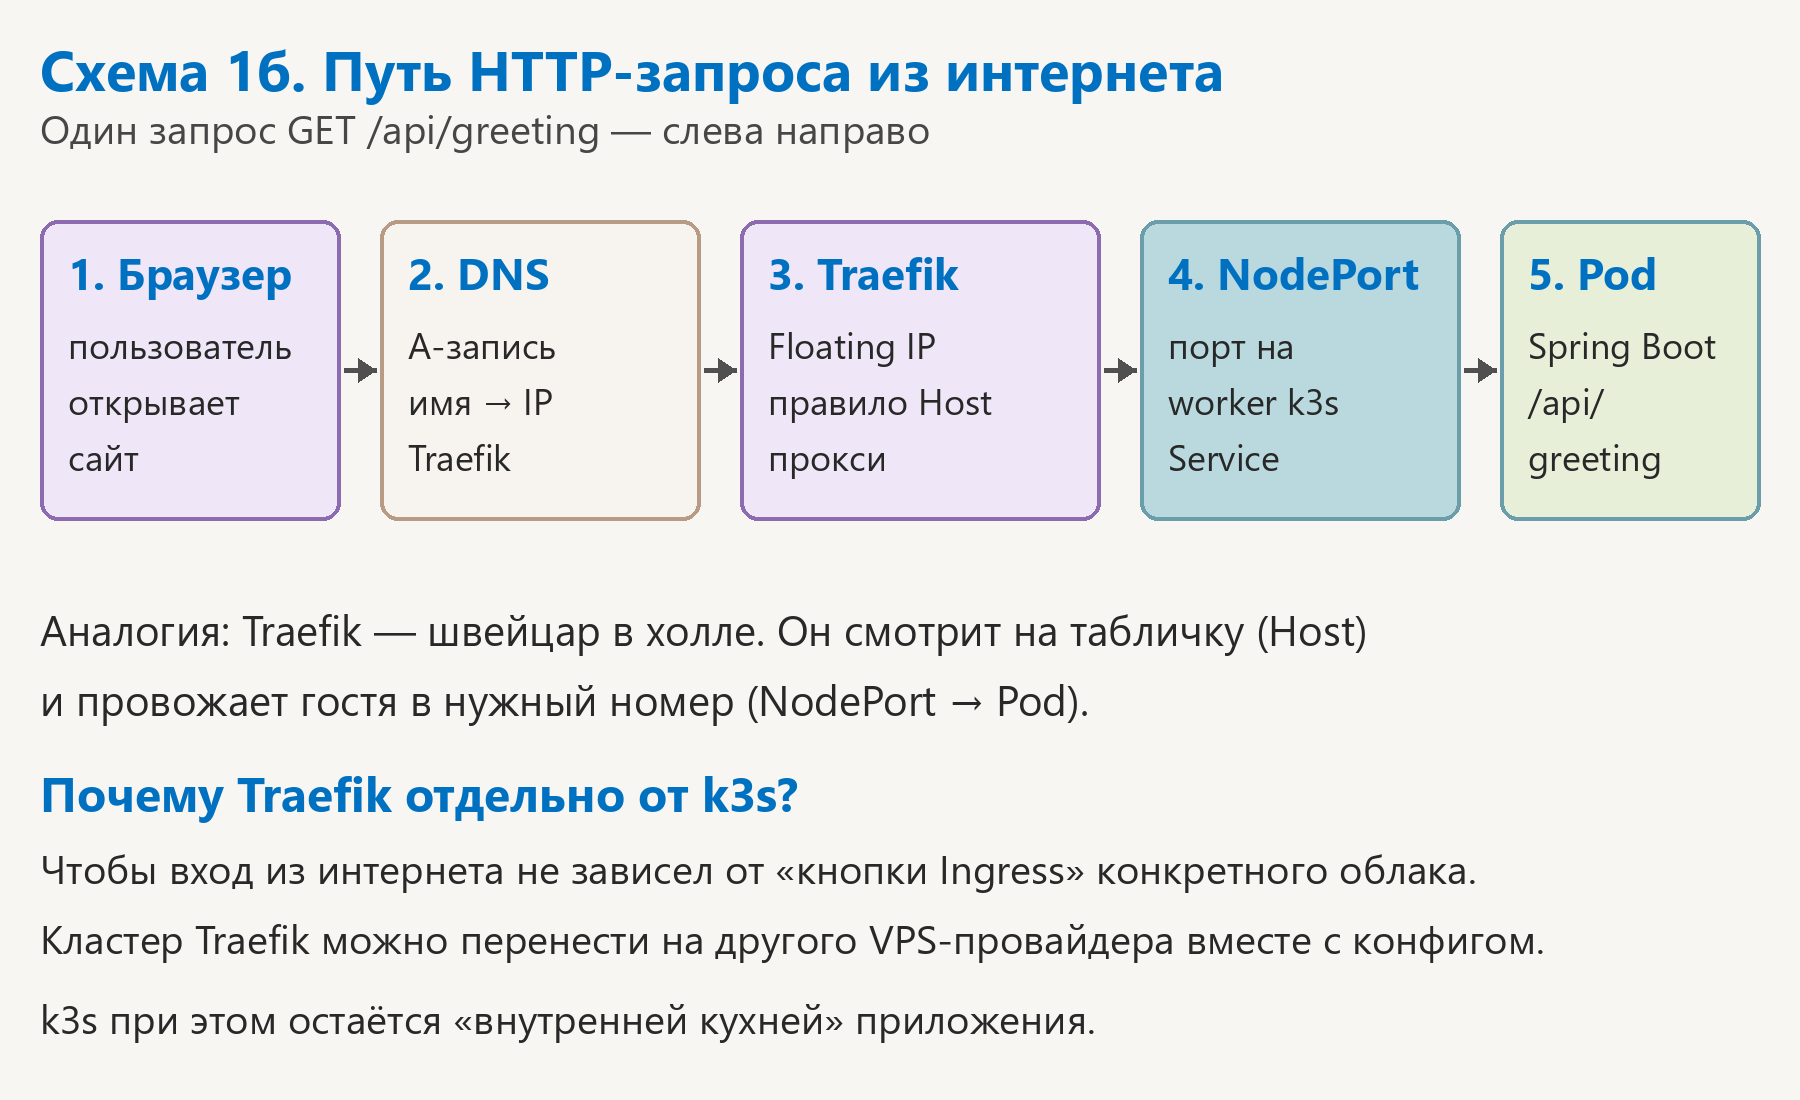 Схема 1б. Путь HTTP-запроса из интернета
Один запрос GET /api/greeting — слева направо
1. Браузер
пользователь
открывает
сайт
2. DNS
A-запись
имя → IP
Traefik
3. Traefik
Floating IP
правило Host
прокси
4. NodePort
порт на
worker k3s
Service
5. Pod
Spring Boot
/api/
greeting
Аналогия: Traefik — швейцар в холле. Он смотрит на табличку (Host)
и провожает гостя в нужный номер (NodePort → Pod).
Почему Traefik отдельно от k3s?
Чтобы вход из интернета не зависел от «кнопки Ingress» конкретного облака.
Кластер Traefik можно перенести на другого VPS-провайдера вместе с конфигом.
k3s при этом остаётся «внутренней кухней» приложения.